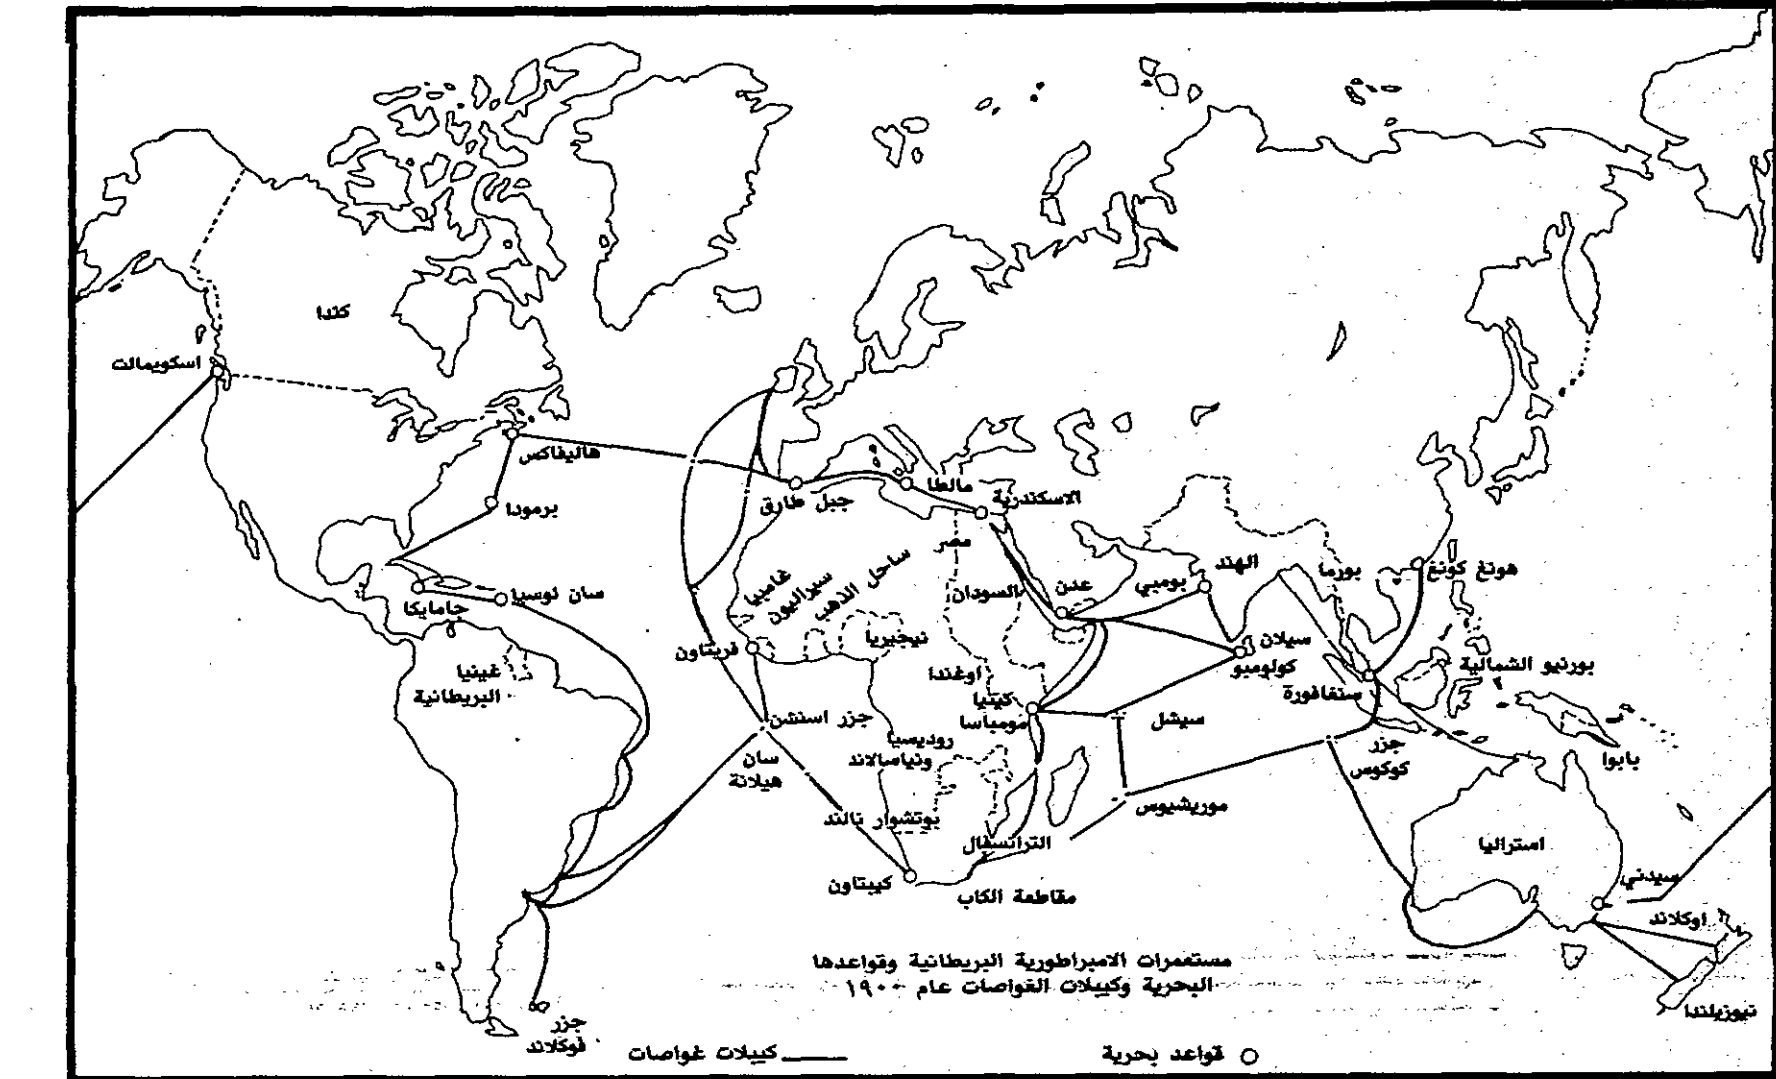 كندا
اسكويمالت
هاليفاكس
برمودا
جبل طارق
مالطا
الاسكندرية
مصر
ساحل الذهب
سيراليون
غامبيا
السودان
عدن
بومبي
الهند
بورما
هونغ كونغ
جامايكا
سان لوسيا
نيجيريا
فريتاون
سيلان
كولومبو
بورنيو الشمالية
سنغافورة
غينيا
البريطانية
اوغندا
كينيا
مومباسا
سيشل
جزر اسنشن
روديسيا
ونياسالاند
جزر
كوكوس
بابوا
سان
هيلانة
موريشيوس
بوتشوار نالند
الترانسفال
استراليا
سيدني
كيبتاون
مقاطعة الكاب
اوكلاند
نيوزيلندا
جزر
فوكلاند
مستعمرات الامبراطورية البريطانية وقواعدها
البحرية وكيبلات الغواصات عام ١٩٠٠
قواعد بحرية
كيبلات غواصات